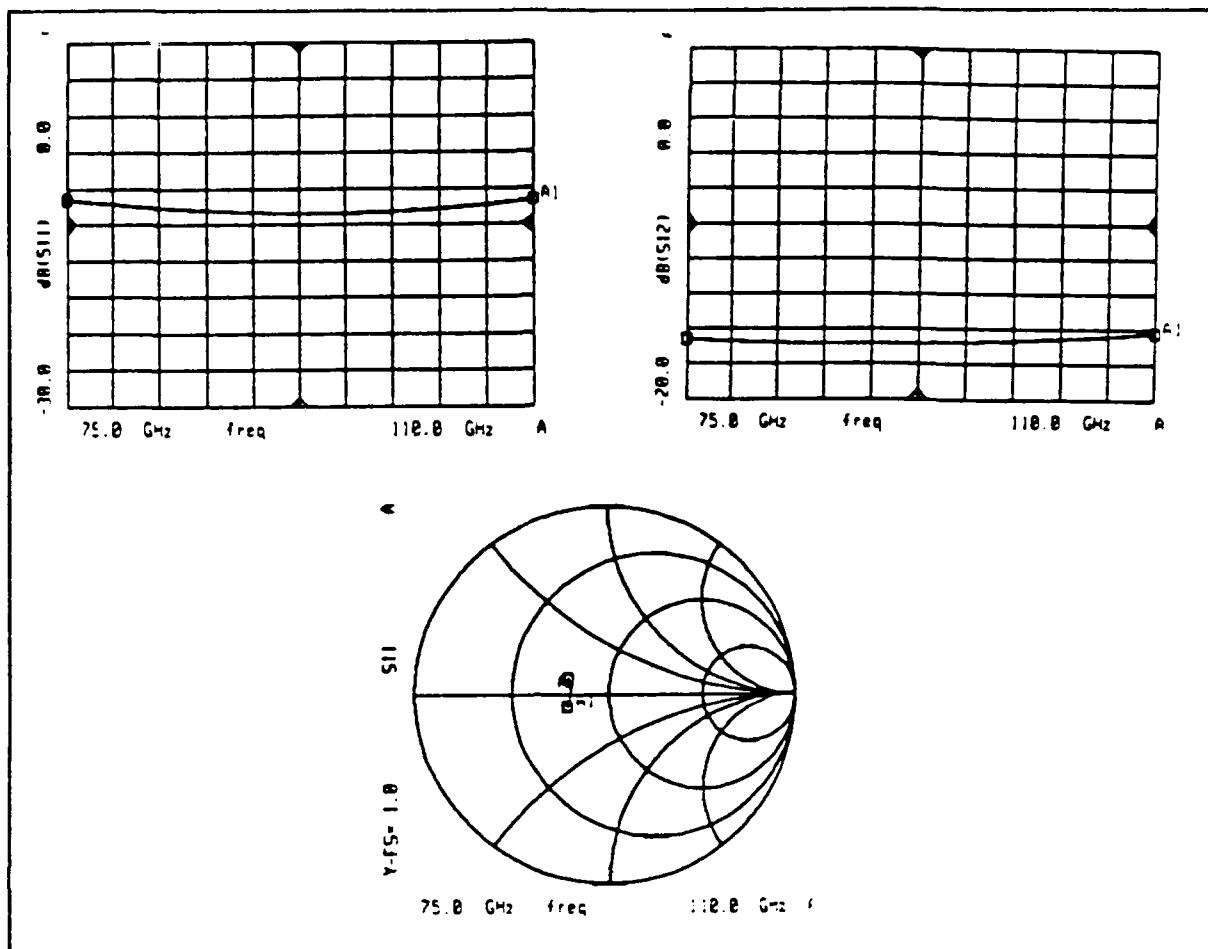 0.0
dB(S11)
-30.0
A1
75.0 GHz freq 110.0 GHz A
0.0
dB(S12)
-20.0
A1
75.0 GHz freq 110.0 GHz A
A
S11
Y-FS= 1.0
75.0 GHz freq 110.0 GHz